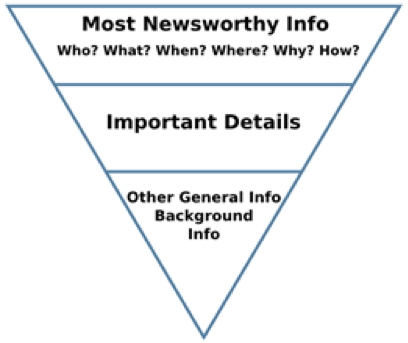 Most Newsworthy Info
Who? What? When? Where? Why? How?
Important Details
Other General Info
Background
Info